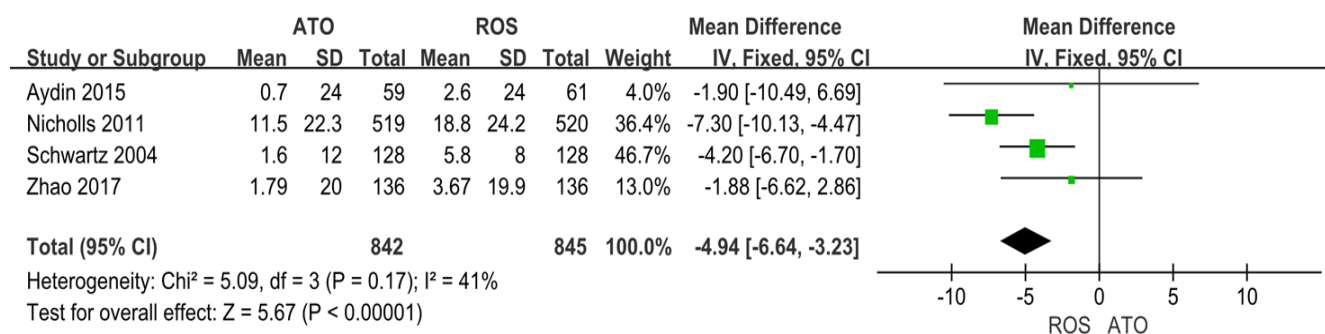 ATO ROS Mean Difference Mean Difference
Study or Subgroup Mean SD Total Mean SD Total Weight IV, Fixed, 95% CI IV, Fixed, 95% CI
Aydin 2015 0.7 24 59 2.6 24 61 4.0% -1.90 [-10.49, 6.69]
Nicholls 2011 11.5 22.3 519 18.8 24.2 520 36.4% -7.30 [-10.13, -4.47]
Schwartz 2004 1.6 12 128 5.8 8 128 46.7% -4.20 [-6.70, -1.70]
Zhao 2017 1.79 20 136 3.67 19.9 136 13.0% -1.88 [-6.62, 2.86]
Total (95% CI) 842 845 100.0% -4.94 [-6.64, -3.23]
Heterogeneity: Chi² = 5.09, df = 3 (P = 0.17); I² = 41%
Test for overall effect: Z = 5.67 (P < 0.00001)
-10 -5 0 5 10
ROS ATO